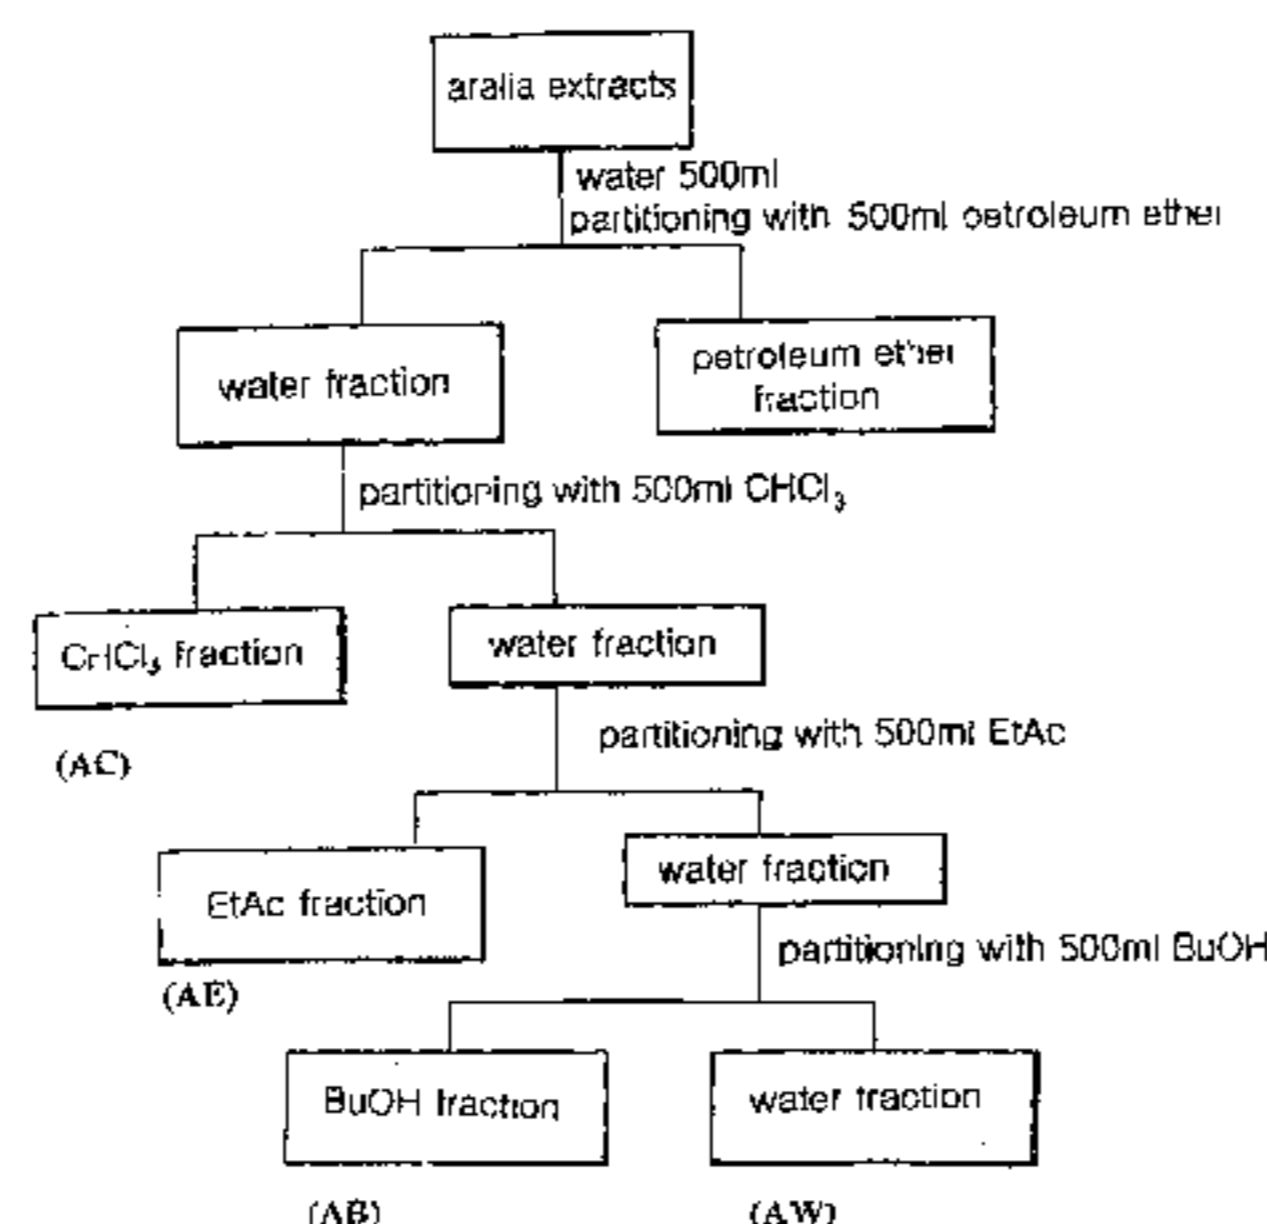 aralia extracts
water 500ml
partitioning with 500ml petroleum ether
water fraction
petroleum ether
fraction
partitioning with 500ml CHCl₃
CHCl₃ fraction
water fraction
(AC)
partitioning with 500ml EtAc
EtAc fraction
water fraction
(AE)
partitioning with 500ml BuOH
BuOH fraction
water fraction
(AB)
(AW)